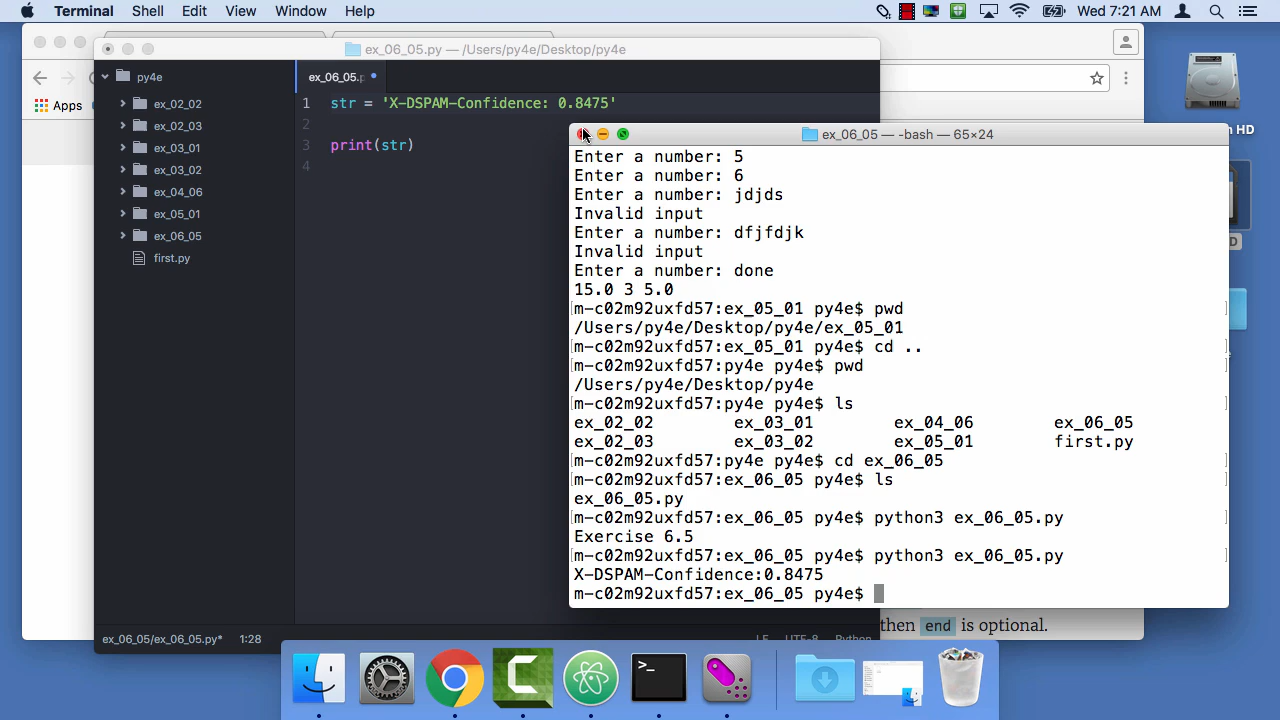 Terminal Shell Edit View Window Help Wed 7:21 AM
ex_06_05.py — /Users/py4e/Desktop/py4e
py4e
ex_02_02
ex_02_03
ex_03_01
ex_03_02
ex_04_06
ex_05_01
ex_06_05
first.py
Apps
ex_06_05.p
1 str = 'X-DSPAM-Confidence: 0.8475'
2
3 print(str)
4
ex_06_05 — -bash — 65×24
Enter a number: 5
Enter a number: 6
Enter a number: jdjds
Invalid input
Enter a number: dfjfdjk
Invalid input
Enter a number: done
15.0 3 5.0
[m-c02m92uxfd57:ex_05_01 py4e$ pwd ]
/Users/py4e/Desktop/py4e/ex_05_01
[m-c02m92uxfd57:ex_05_01 py4e$ cd .. ]
[m-c02m92uxfd57:py4e py4e$ pwd ]
/Users/py4e/Desktop/py4e
[m-c02m92uxfd57:py4e py4e$ ls ]
ex_02_02 ex_03_01 ex_04_06 ex_06_05
ex_02_03 ex_03_02 ex_05_01 first.py
[m-c02m92uxfd57:py4e py4e$ cd ex_06_05 ]
[m-c02m92uxfd57:ex_06_05 py4e$ ls ]
ex_06_05.py
[m-c02m92uxfd57:ex_06_05 py4e$ python3 ex_06_05.py ]
Exercise 6.5
[m-c02m92uxfd57:ex_06_05 py4e$ python3 ex_06_05.py ]
X-DSPAM-Confidence:0.8475
m-c02m92uxfd57:ex_06_05 py4e$
HD
then end is optional.
ex_06_05/ex_06_05.py* 1:28 LF UTF-8 Python